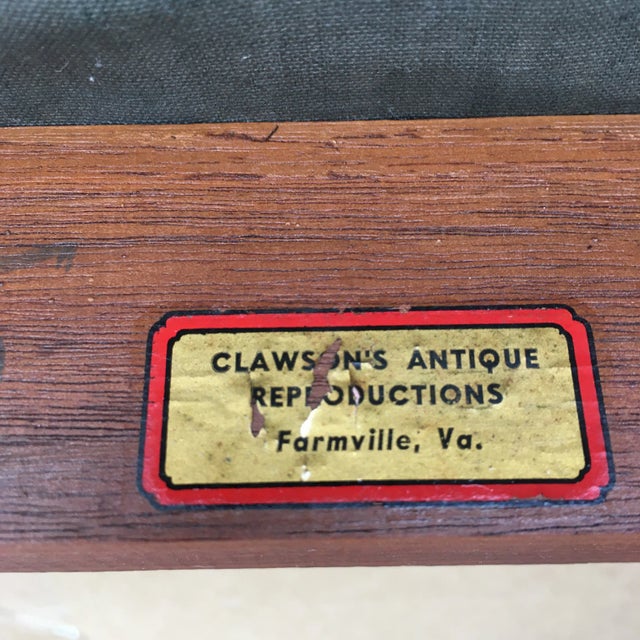 CLAWSON'S ANTIQUE
REPRODUCTIONS
Farmville, Va.